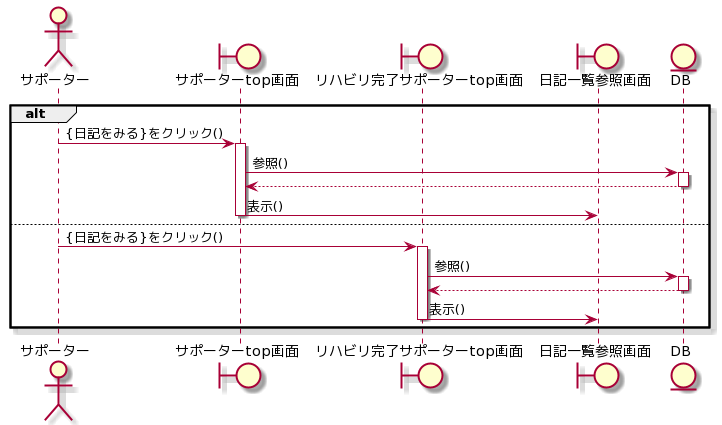 サポーター
サポーターtop画面
リハビリ完了サポーターtop画面
日記一覧参照画面
DB
alt
{日記をみる}をクリック()
参照()
表示()
{日記をみる}をクリック()
参照()
表示()
サポーター
サポーターtop画面
リハビリ完了サポーターtop画面
日記一覧参照画面
DB